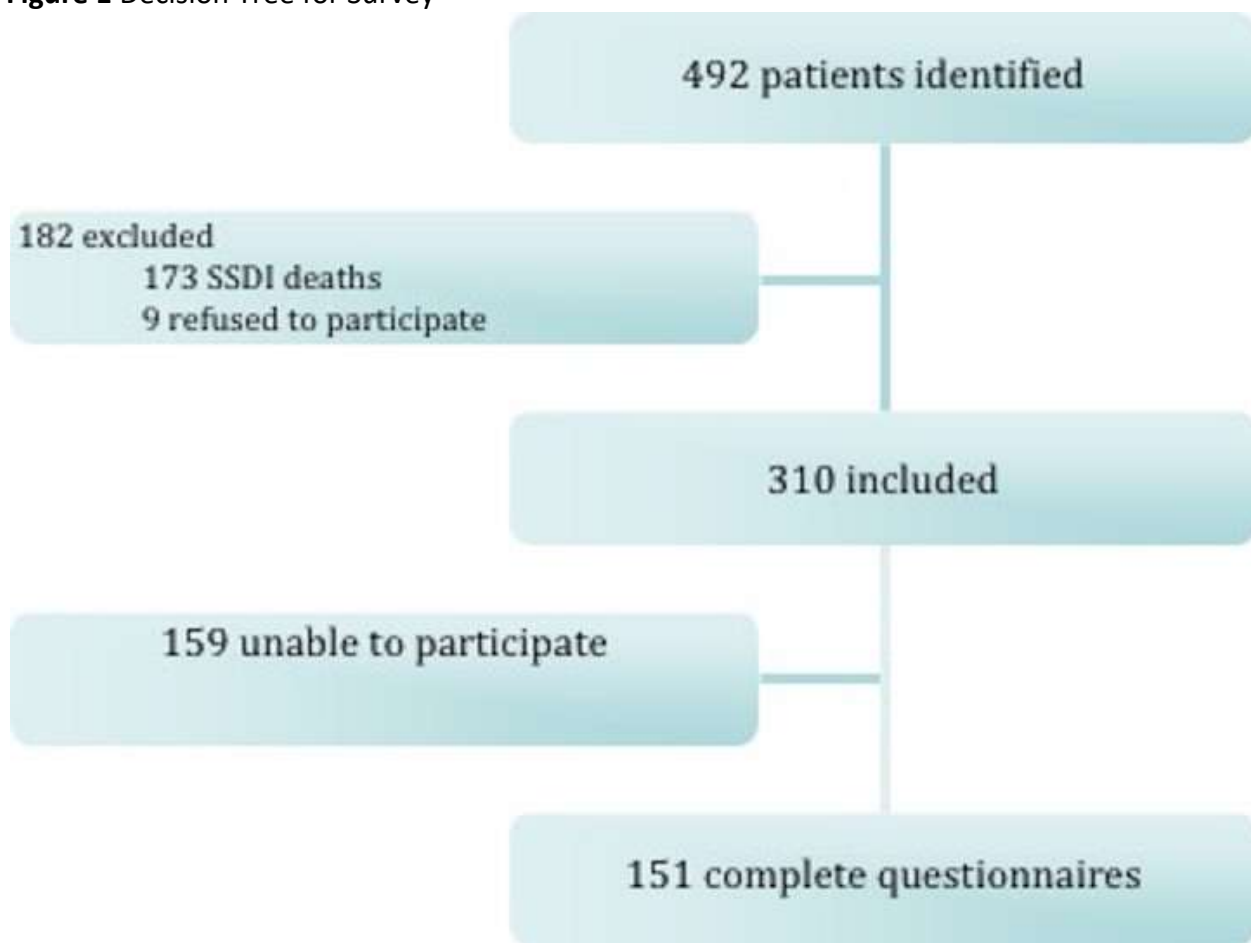 Figure 1 Decision Tree for Survey
492 patients identified
182 excluded
173 SSDI deaths
9 refused to participate
310 included
159 unable to participate
151 complete questionnaires